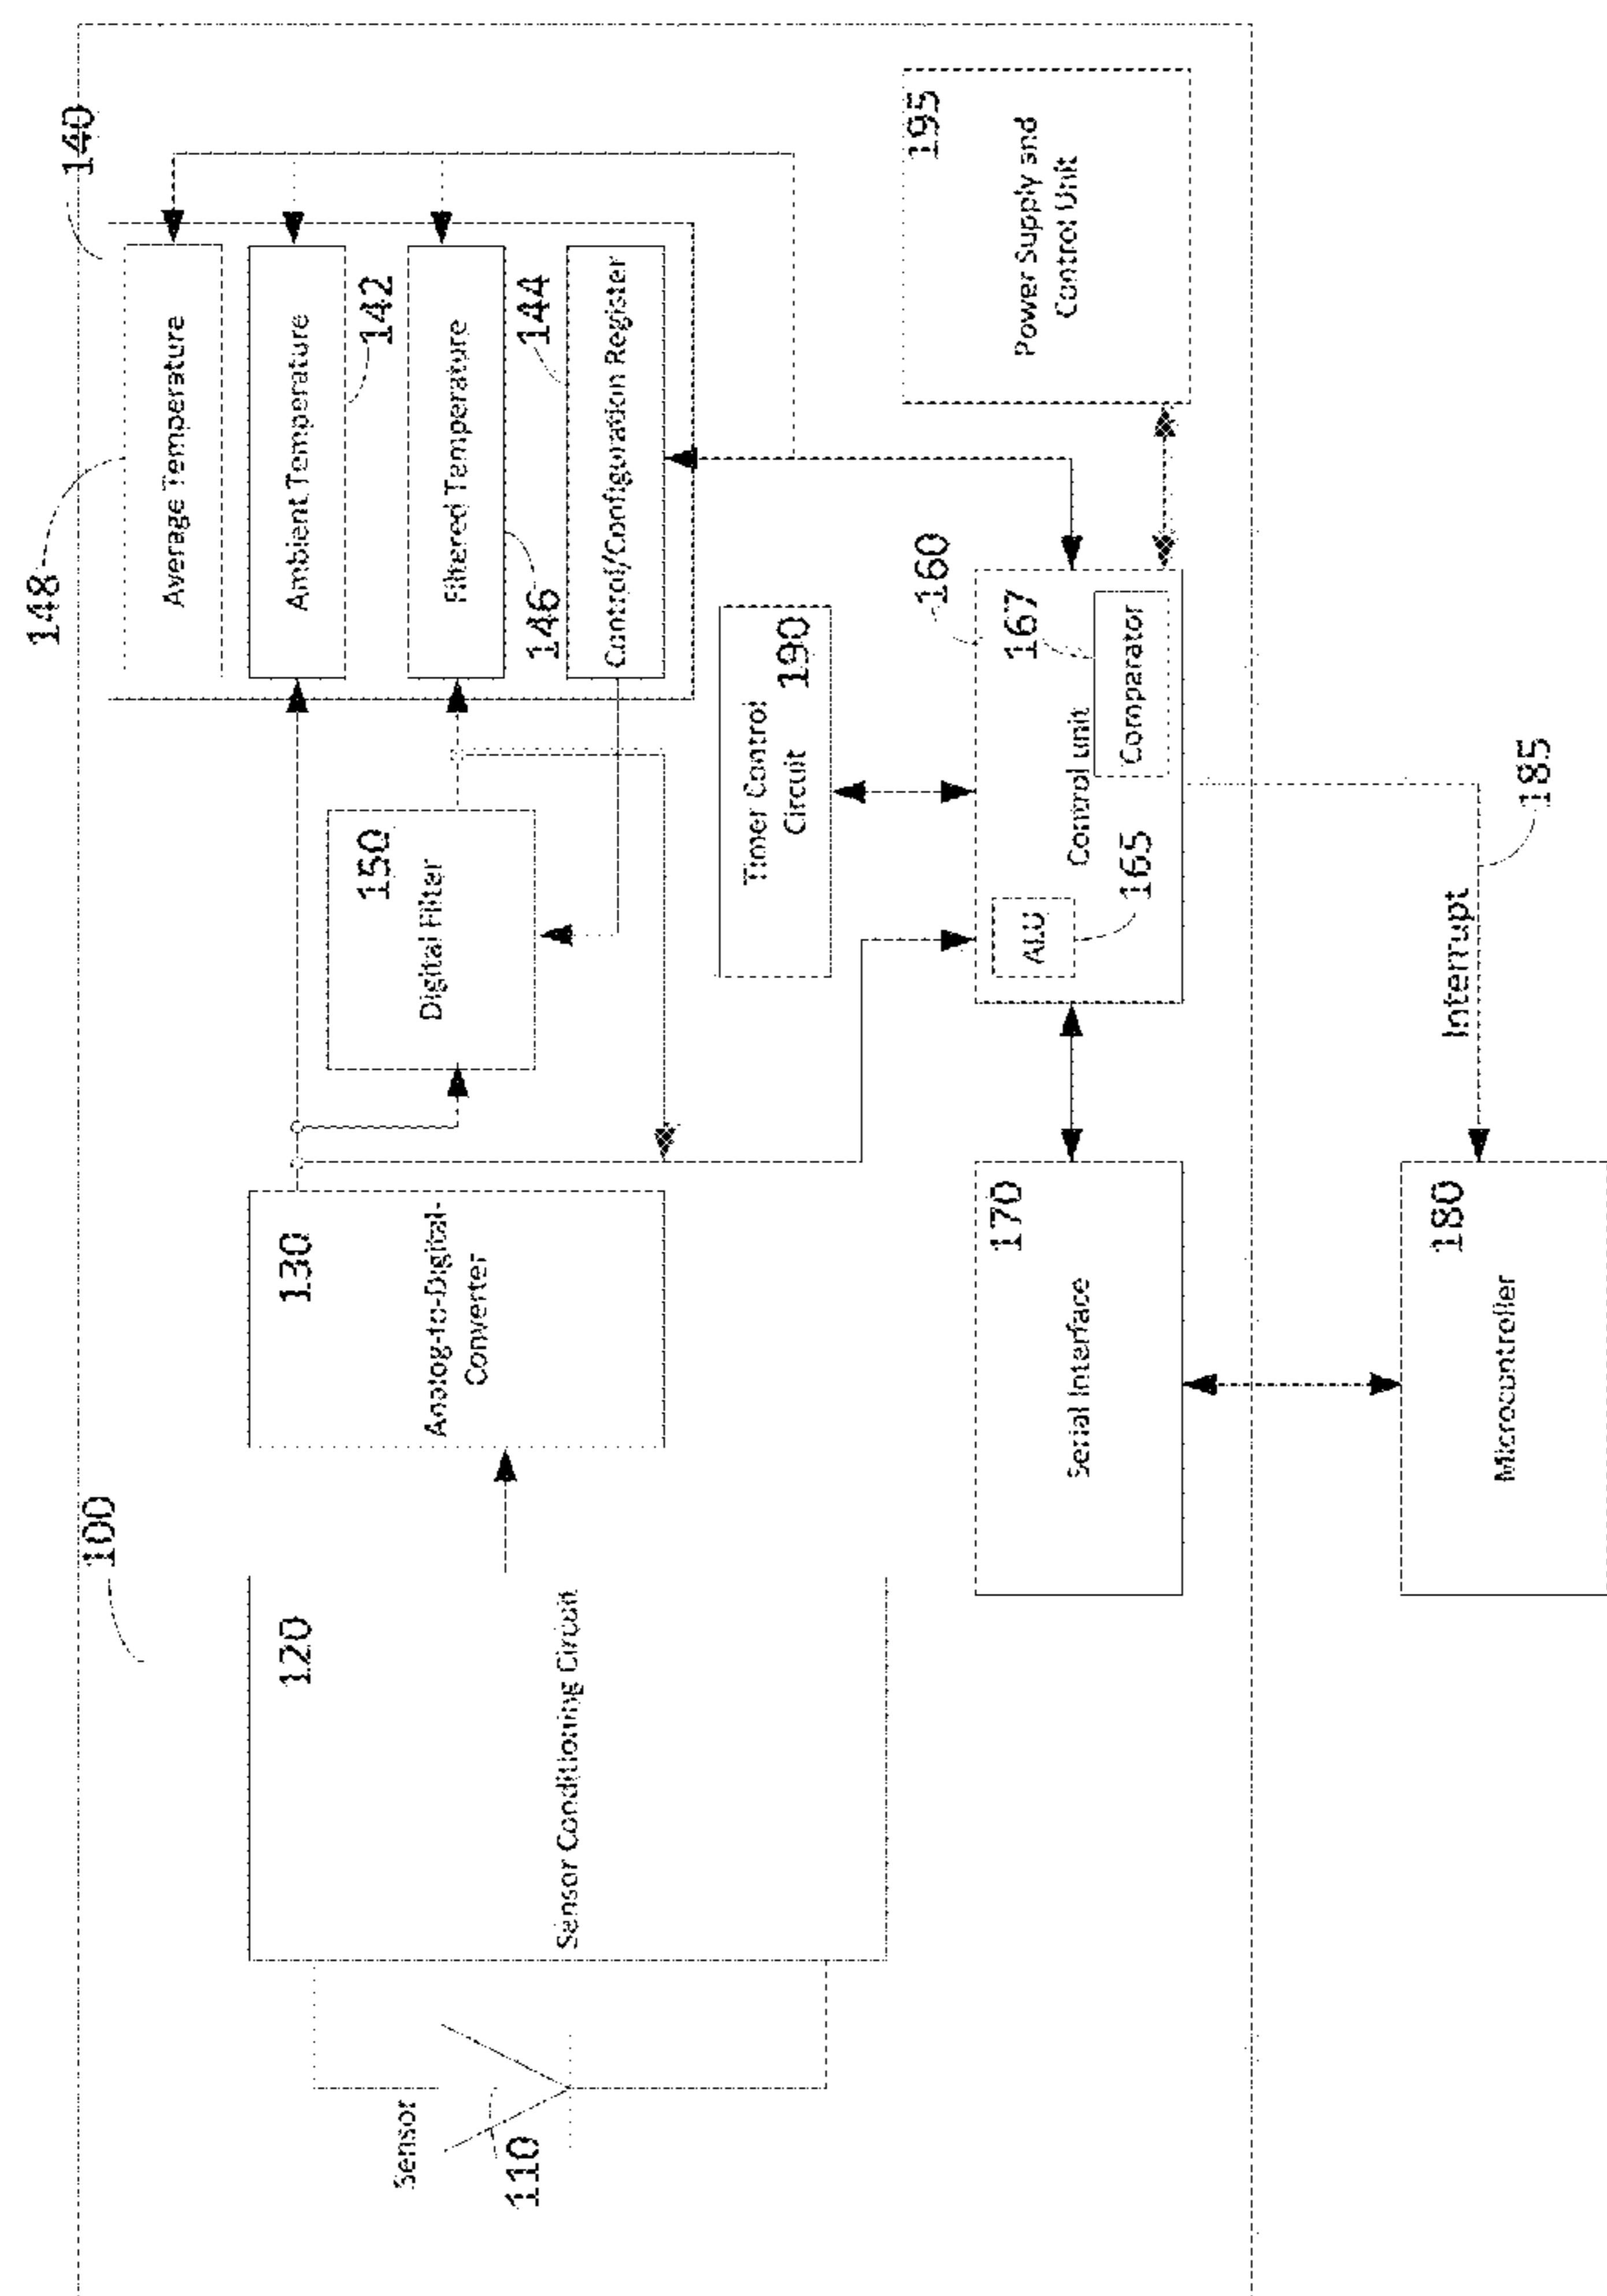 100
140
148
Average Temperature
Ambient Temperature
142
Filtered Temperature
146
144
Control/Configuration Register
Sensor
110
120
Sensor Conditioning Circuit
130
Analog-to-Digital-
Converter
150
Digital Filter
Timer Control
Circuit
190
195
Power Supply and
Control Unit
160
167
Control unit
Comparator
ALU
165
170
Serial Interface
Interrupt
185
180
Microcontroller